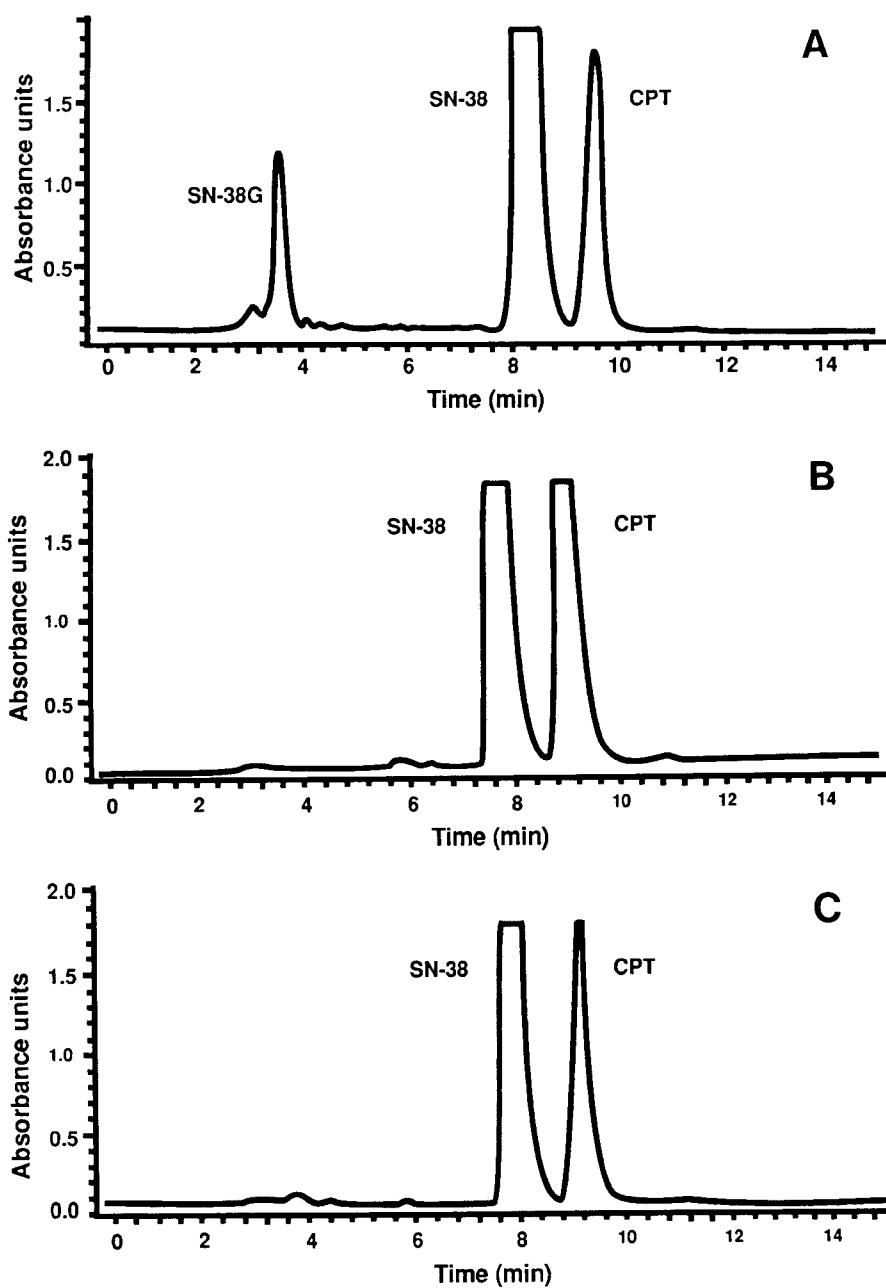 A
SN-38
CPT
SN-38G
1.5
1.0
0.5
Absorbance units
0 2 4 6 8 10 12 14
Time (min)
B
2.0
SN-38
CPT
1.5
1.0
0.5
0.0
Absorbance units
0 2 4 6 8 10 12 14
Time (min)
C
2.0
SN-38
CPT
1.5
1.0
0.5
0.0
Absorbance units
0 2 4 6 8 10 12 14
Time (min)